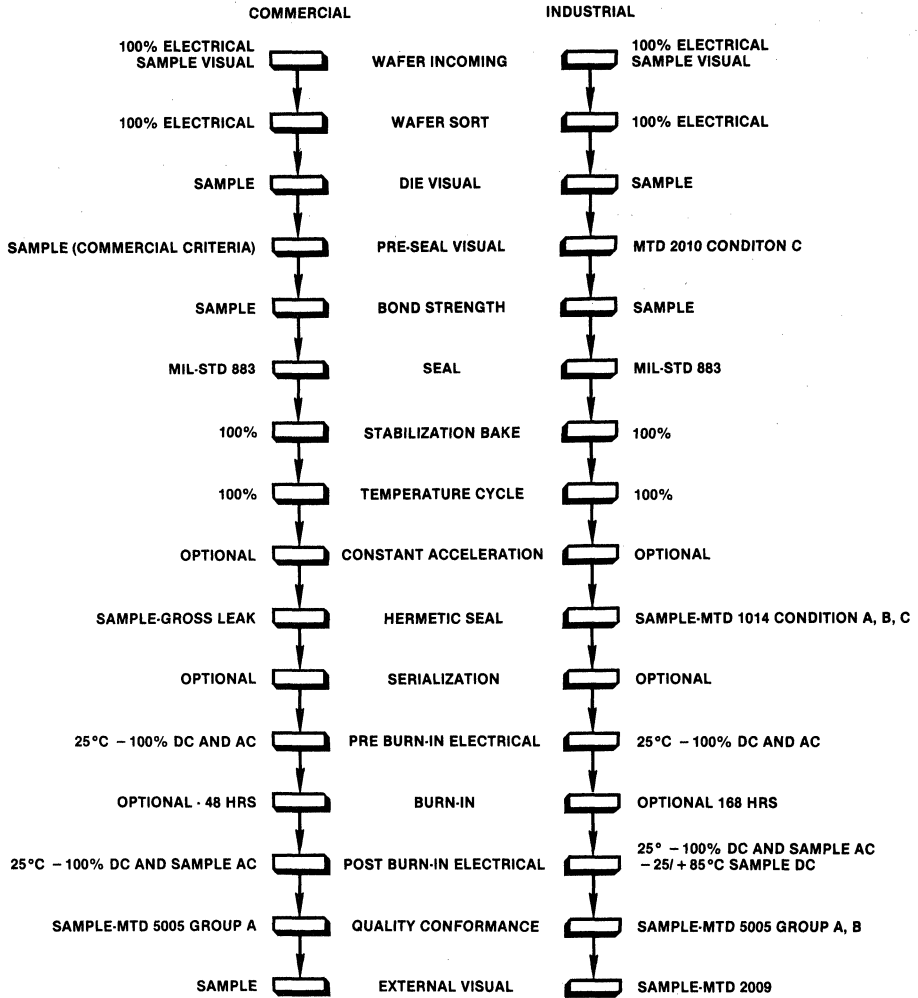 COMMERCIAL INDUSTRIAL
100% ELECTRICAL 100% ELECTRICAL
SAMPLE VISUAL WAFER INCOMING SAMPLE VISUAL
100% ELECTRICAL WAFER SORT 100% ELECTRICAL
SAMPLE DIE VISUAL SAMPLE
SAMPLE (COMMERCIAL CRITERIA) PRE-SEAL VISUAL MTD 2010 CONDITON C
SAMPLE BOND STRENGTH SAMPLE
MIL-STD 883 SEAL MIL-STD 883
100% STABILIZATION BAKE 100%
100% TEMPERATURE CYCLE 100%
OPTIONAL CONSTANT ACCELERATION OPTIONAL
SAMPLE-GROSS LEAK HERMETIC SEAL SAMPLE-MTD 1014 CONDITION A, B, C
OPTIONAL SERIALIZATION OPTIONAL
25°C – 100% DC AND AC PRE BURN-IN ELECTRICAL 25°C – 100% DC AND AC
OPTIONAL - 48 HRS BURN-IN OPTIONAL 168 HRS
25°C – 100% DC AND SAMPLE AC POST BURN-IN ELECTRICAL 25° – 100% DC AND SAMPLE AC
– 25/ + 85°C SAMPLE DC
SAMPLE-MTD 5005 GROUP A QUALITY CONFORMANCE SAMPLE-MTD 5005 GROUP A, B
SAMPLE EXTERNAL VISUAL SAMPLE-MTD 2009